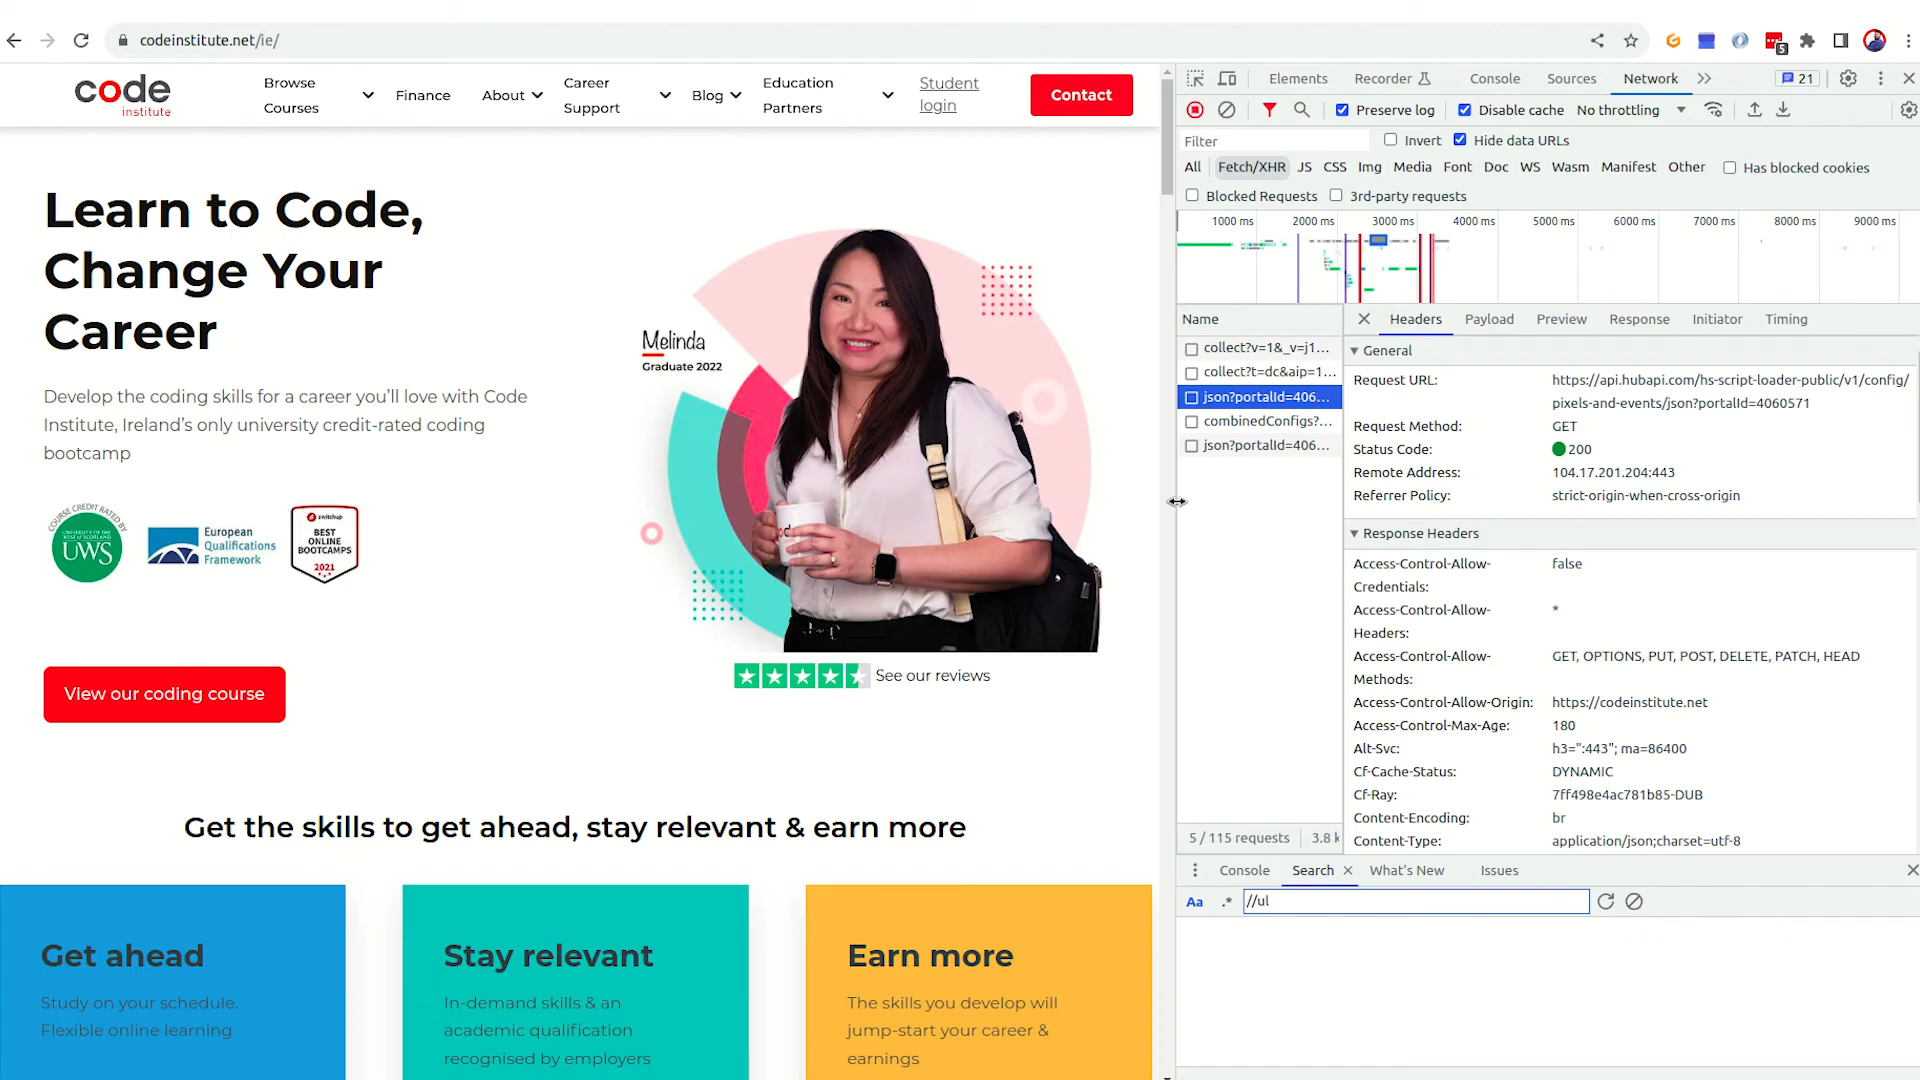 codeinstitute.net/ie/
5
code
institute
Browse
Courses
Finance
About
Career
Support
Blog
Education
Partners
Student
login
Contact
Learn to Code,
Change Your
Career
Develop the coding skills for a career you'll love with Code
Institute, Ireland's only university credit-rated coding
bootcamp
COURSE CREDIT RATED BY
UNIVERSITY OF THE
WEST OF SCOTLAND
UWS
European
Qualifications
Framework
switchup
BEST
ONLINE
BOOTCAMPS
2021
View our coding course
Melinda
Graduate 2022
See our reviews
Get the skills to get ahead, stay relevant & earn more
Get ahead
Study on your schedule.
Flexible online learning
Stay relevant
In-demand skills & an
academic qualification
recognised by employers
Earn more
The skills you develop will
jump-start your career &
earnings
Elements
Recorder
Console
Sources
Network
21
Preserve log
Disable cache
No throttling
Filter
Invert
Hide data URLs
All
Fetch/XHR
JS
CSS
Img
Media
Font
Doc
WS
Wasm
Manifest
Other
Has blocked cookies
Blocked Requests
3rd-party requests
1000 ms
2000 ms
3000 ms
4000 ms
5000 ms
6000 ms
7000 ms
8000 ms
9000 ms
Name
collect?v=1&_v=j1...
collect?t=dc&aip=1...
json?portalId=406...
combinedConfigs?...
json?portalId=406...
5 / 115 requests
3.8 k
Headers
Payload
Preview
Response
Initiator
Timing
General
Request URL: https://api.hubapi.com/hs-script-loader-public/v1/config/
pixels-and-events/json?portalId=4060571
Request Method: GET
Status Code: 200
Remote Address: 104.17.201.204:443
Referrer Policy: strict-origin-when-cross-origin
Response Headers
Access-Control-Allow- false
Credentials:
Access-Control-Allow- *
Headers:
Access-Control-Allow- GET, OPTIONS, PUT, POST, DELETE, PATCH, HEAD
Methods:
Access-Control-Allow-Origin: https://codeinstitute.net
Access-Control-Max-Age: 180
Alt-Svc: h3=":443"; ma=86400
Cf-Cache-Status: DYNAMIC
Cf-Ray: 7ff498e4ac781b85-DUB
Content-Encoding: br
Content-Type: application/json;charset=utf-8
Console
Search
What's New
Issues
Aa
.*
//ul